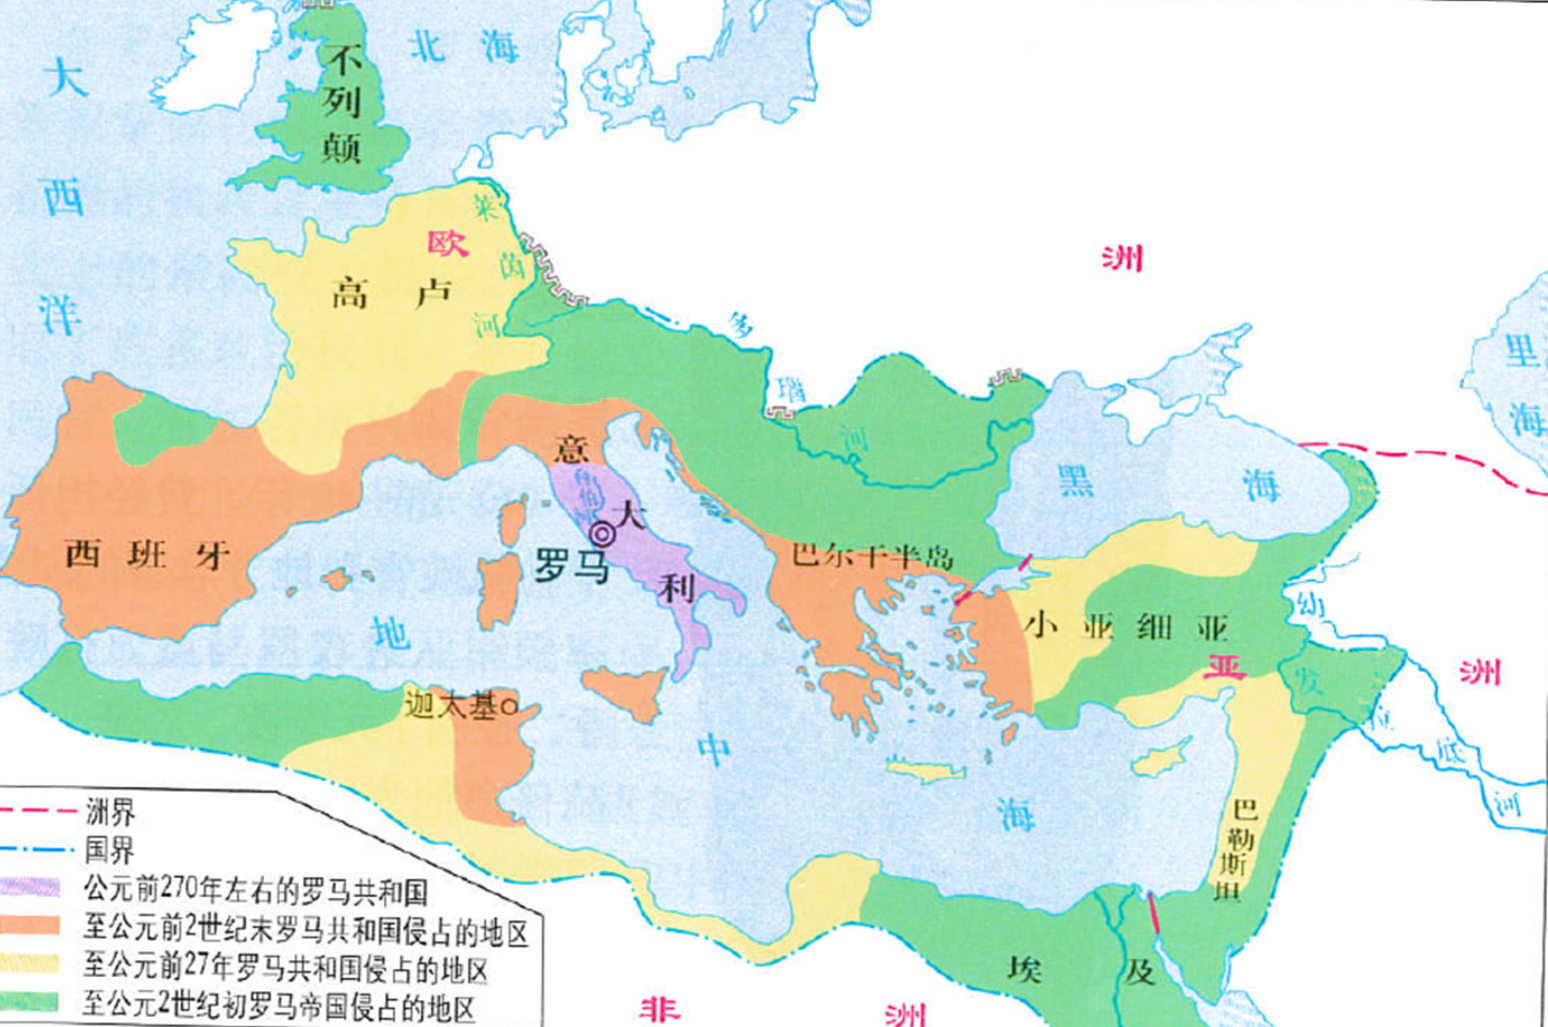 大西洋
北海
不列颠
欧洲
莱茵河
高卢
多瑙河
里海
黑海
意大利
罗马
西班牙
巴尔干半岛
小亚细亚
亚洲
幼发拉底河
地中海
迦太基
巴勒斯坦
埃及
非洲
洲界
国界
公元前270年左右的罗马共和国
至公元前2世纪末罗马共和国侵占的地区
至公元前27年罗马共和国侵占的地区
至公元2世纪初罗马帝国侵占的地区